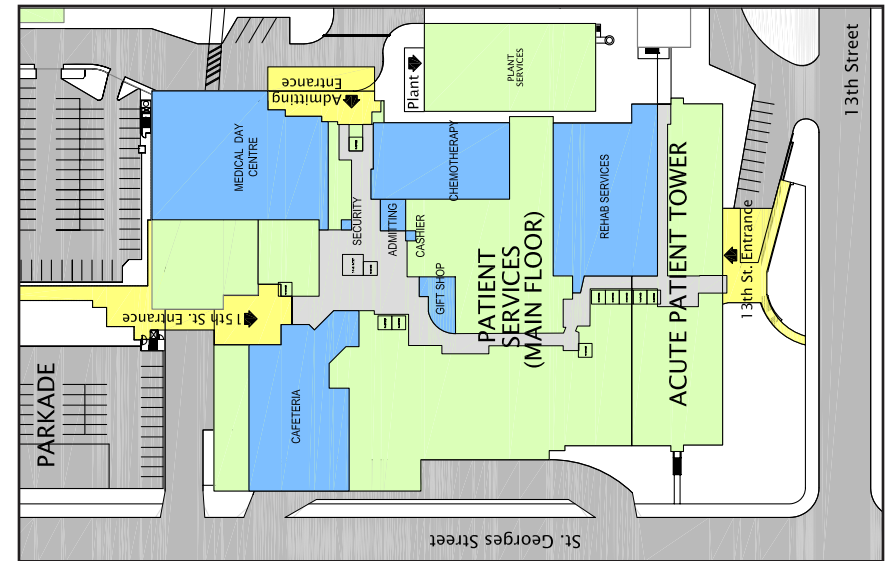 13th Street
Plant
PLANT
SERVICES
Admitting
Entrance
MEDICAL DAY
CENTRE
CHEMOTHERAPY
REHAB SERVICES
ACUTE PATIENT TOWER
SECURITY
ADMITTING
CASHIER
GIFT SHOP
PATIENT
SERVICES
(MAIN FLOOR)
13th St. Entrance
15th St. Entrance
PARKADE
CAFETERIA
St. Georges Street